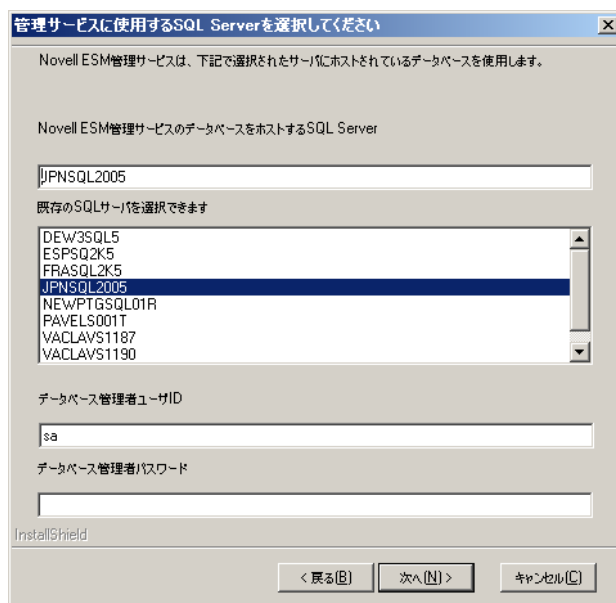 管理サービスに使用するSQL Serverを選択してください
Novell ESM管理サービスは、下記で選択されたサーバにホストされているデータベースを使用します。
Novell ESM管理サービスのデータベースをホストするSQL Server
JPNSQL2005
既存のSQLサーバを選択できます
DEW3SQL5
ESPSQ2K5
FRASQL2K5
JPNSQL2005
NEWPTGSQL01R
PAVELS001T
VACLAVS1187
VACLAVS1190
データベース管理者ユーザID
sa
データベース管理者パスワード
InstallShield
< 戻る(B) 次へ(N) > キャンセル(C)